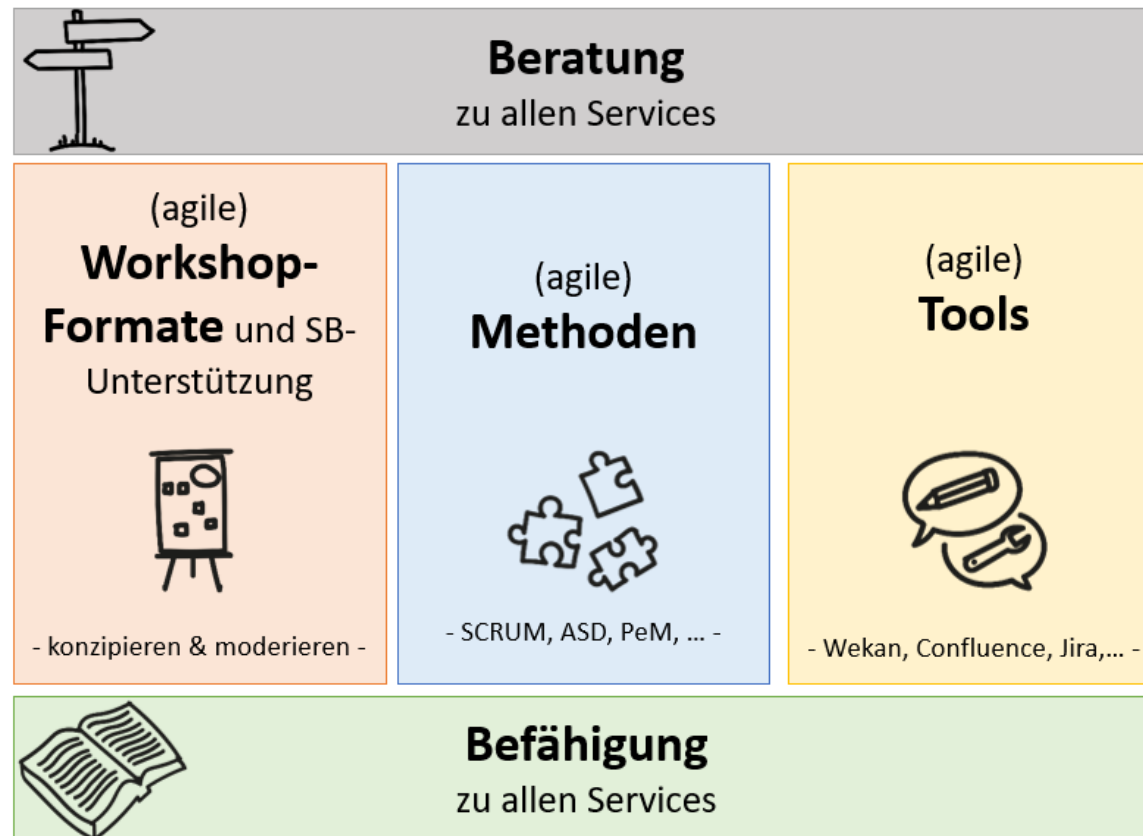 Beratung
zu allen Services
(agile)
Workshop-
Formate und SB-
Unterstützung
- konzipieren & moderieren -
(agile)
Methoden
- SCRUM, ASD, PeM, ... -
(agile)
Tools
- Wekan, Confluence, Jira,... -
Befähigung
zu allen Services